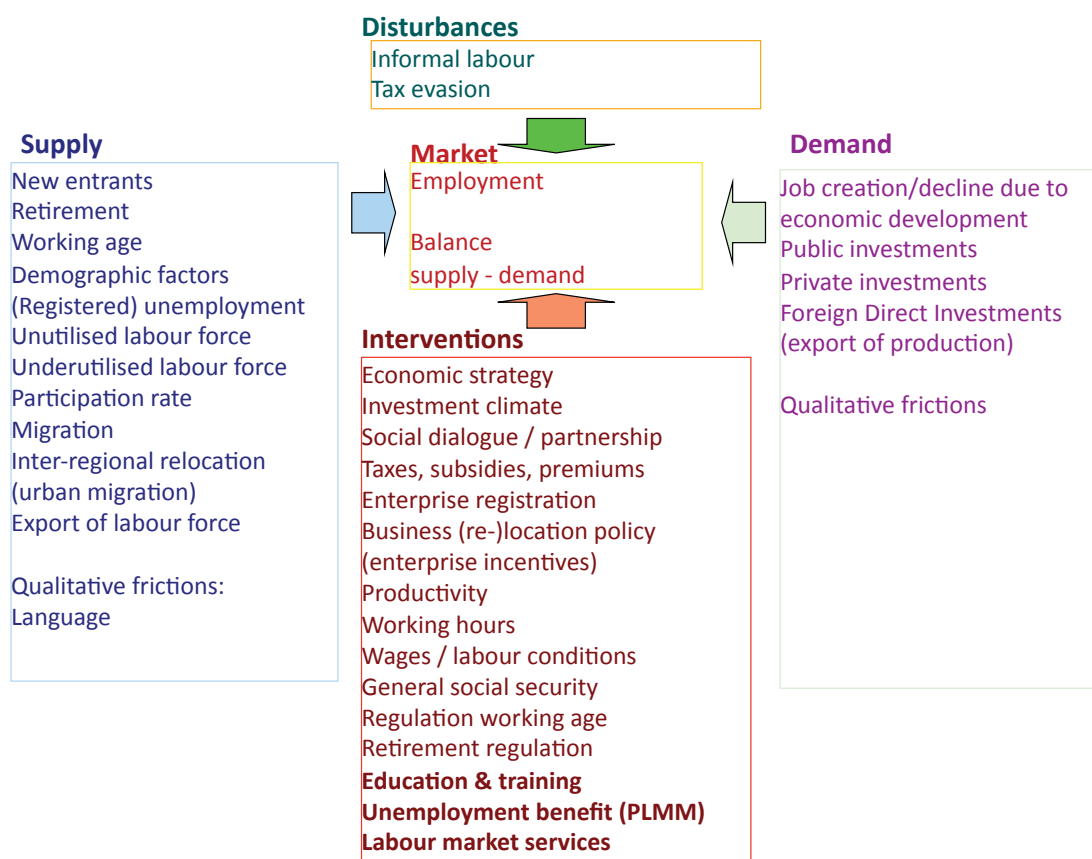 Disturbances
Informal labour
Tax evasion
Supply
New entrants
Retirement
Working age
Demographic factors
(Registered) unemployment
Unutilised labour force
Underutilised labour force
Participation rate
Migration
Inter-regional relocation
(urban migration)
Export of labour force
Qualitative frictions:
Language
Market
Employment
Balance
supply - demand
Demand
Job creation/decline due to
economic development
Public investments
Private investments
Foreign Direct Investments
(export of production)
Qualitative frictions
Interventions
Economic strategy
Investment climate
Social dialogue / partnership
Taxes, subsidies, premiums
Enterprise registration
Business (re-)location policy
(enterprise incentives)
Productivity
Working hours
Wages / labour conditions
General social security
Regulation working age
Retirement regulation
Education & training
Unemployment benefit (PLMM)
Labour market services